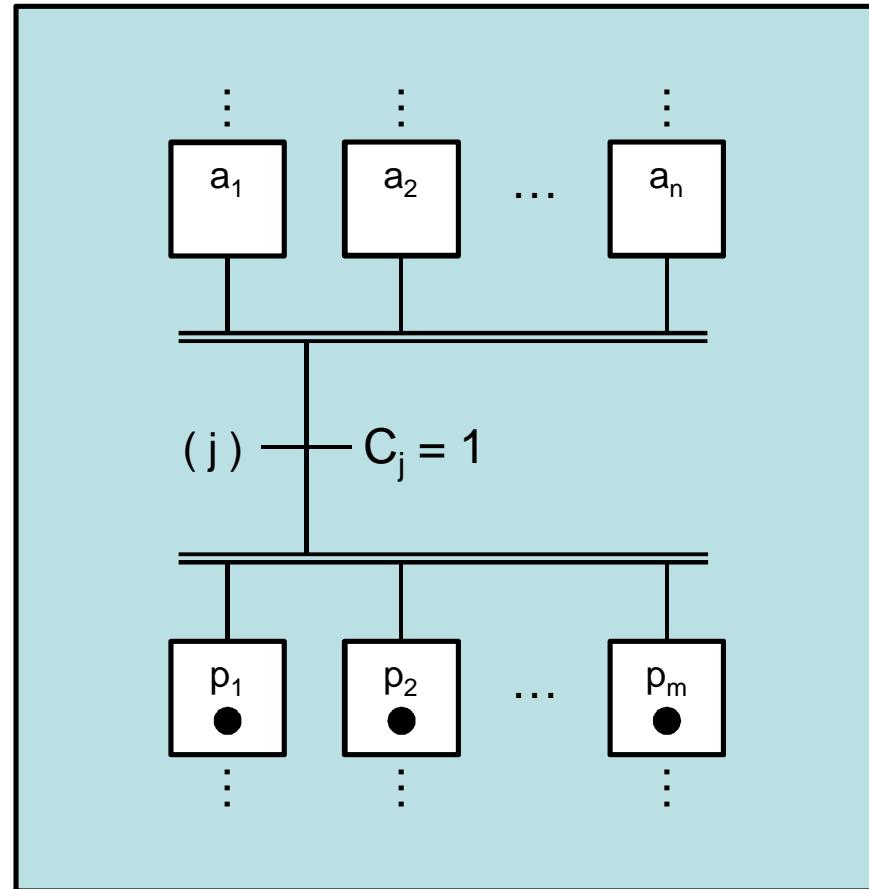 ⋮ ⋮ ⋮
a₁ a₂ … aₙ
( j ) Cⱼ = 1
p₁ p₂ … pₘ
⋮ ⋮ ⋮